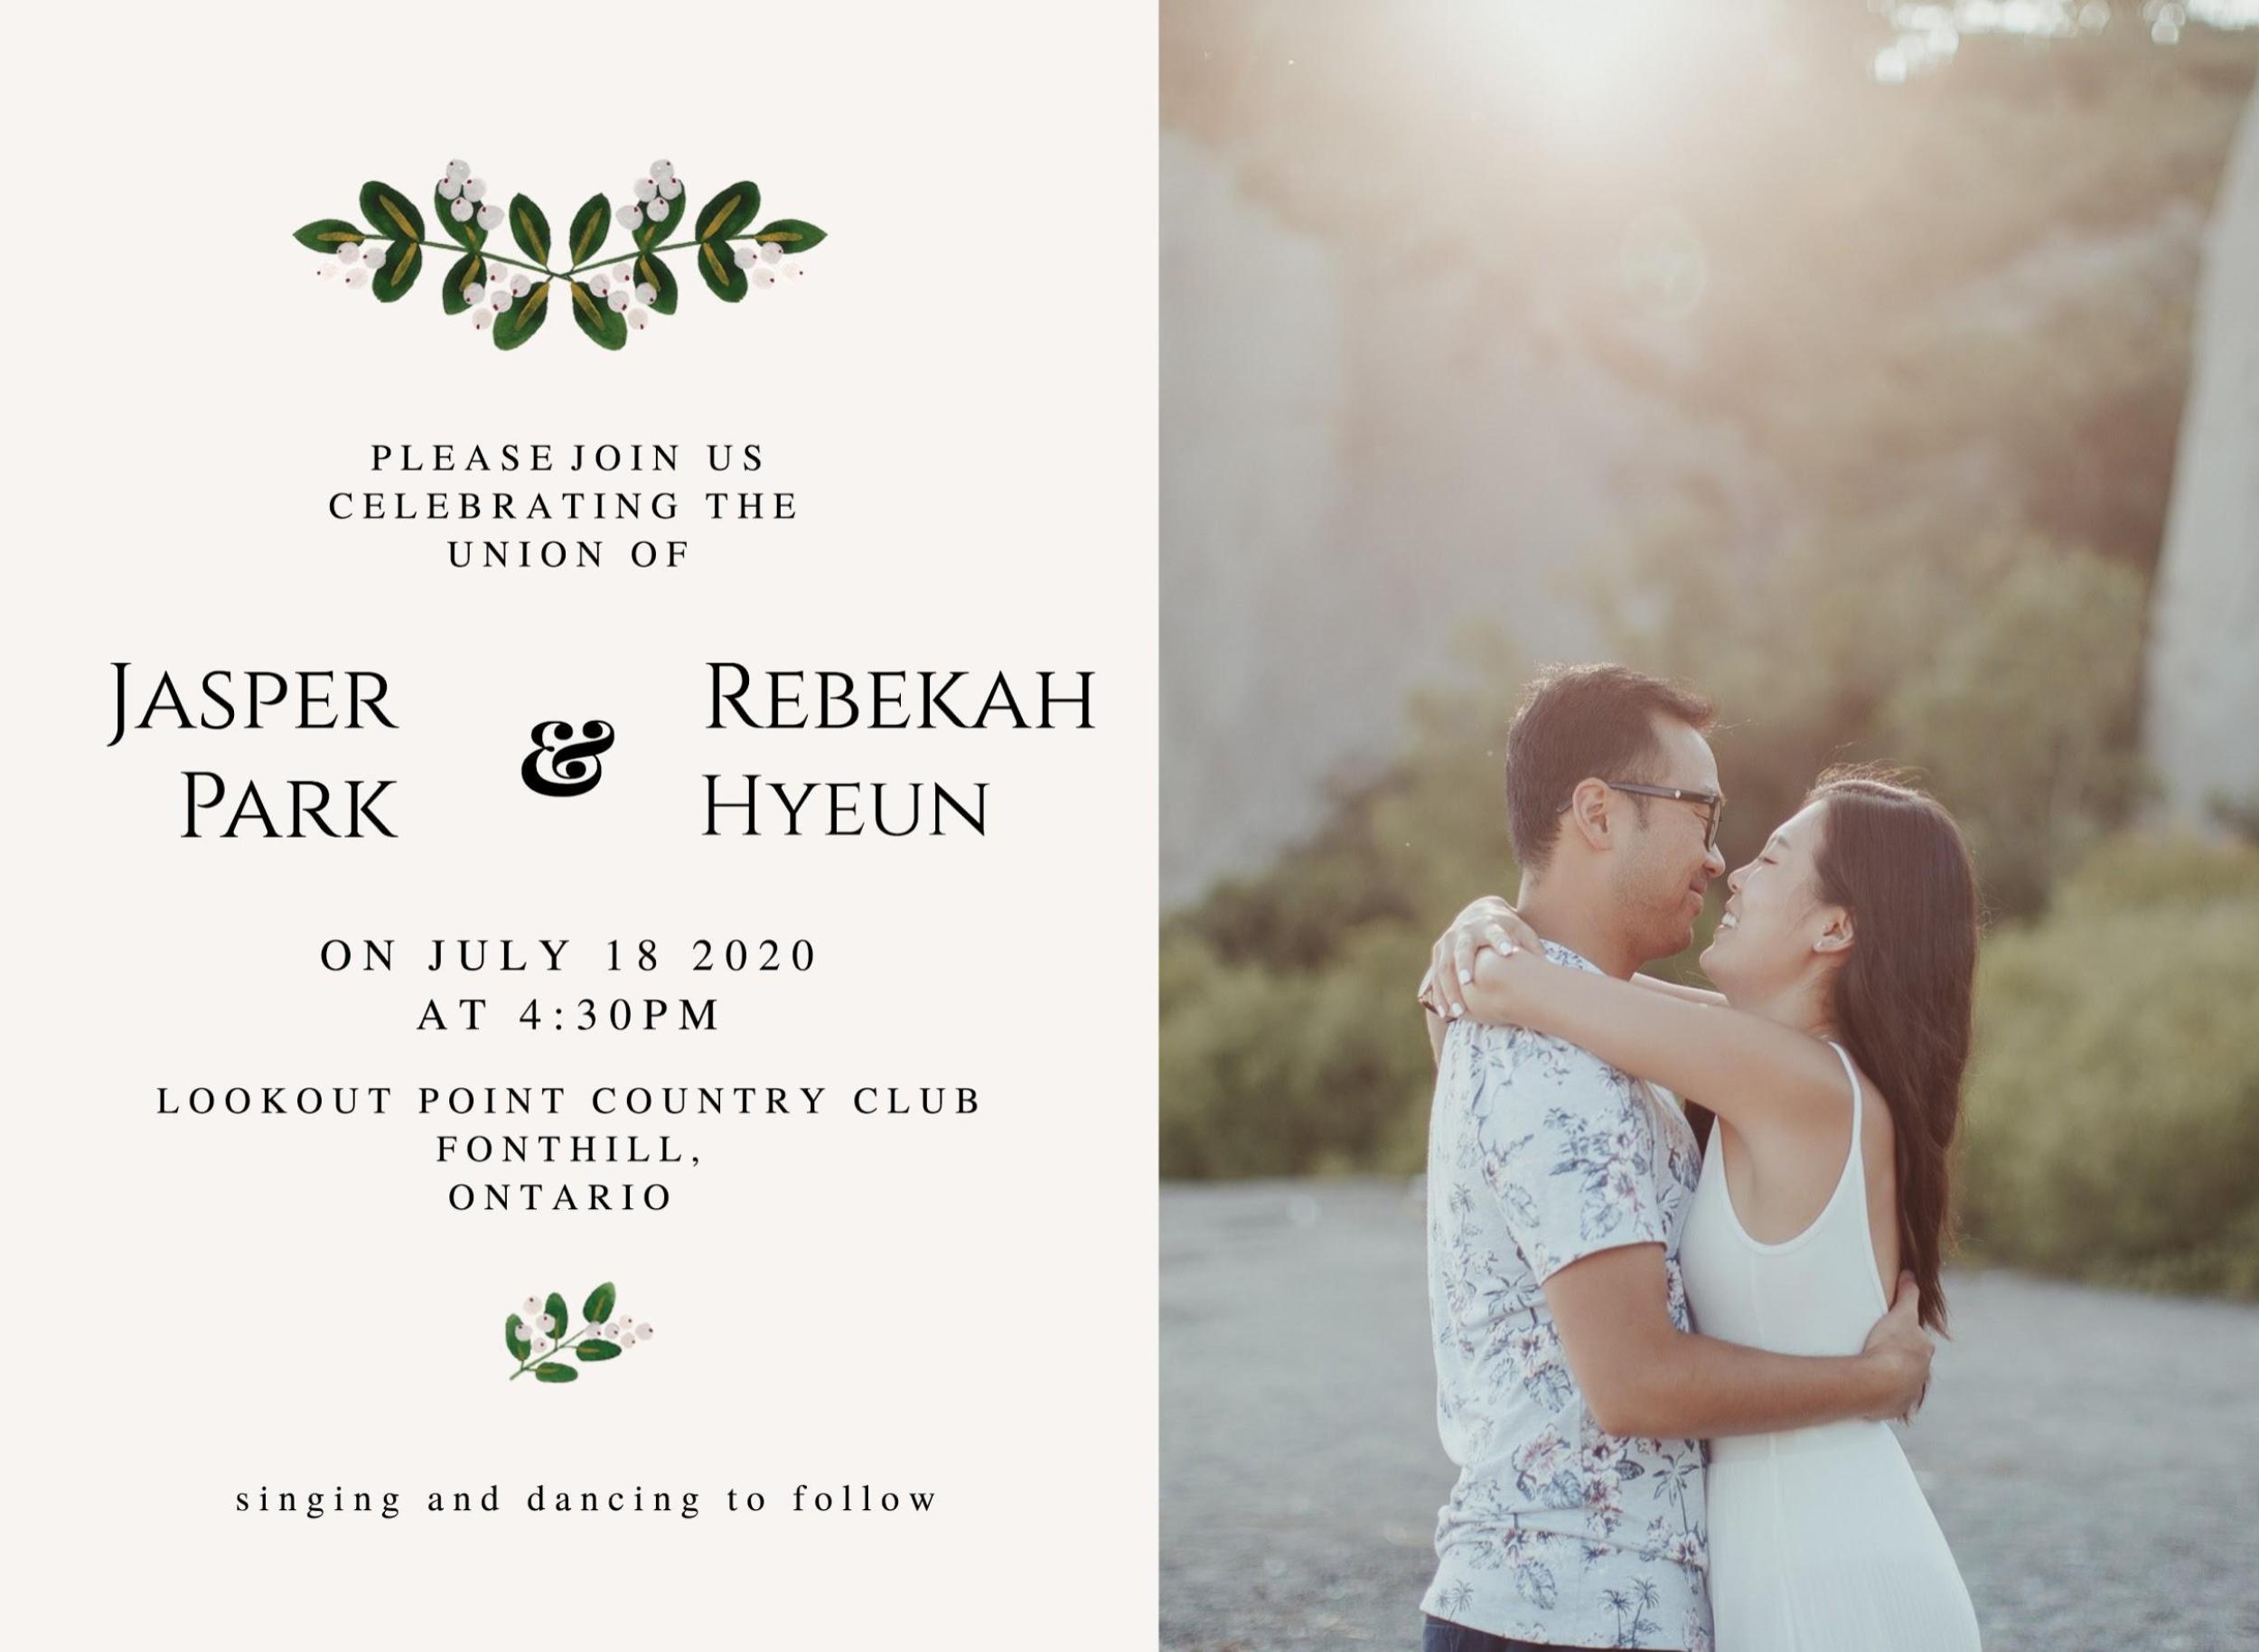 PLEASE JOIN US
CELEBRATING THE
UNION OF
JASPER
PARK
&
REBEKAH
HYEUN
ON JULY 18 2020
AT 4:30PM
LOOKOUT POINT COUNTRY CLUB
FONTHILL,
ONTARIO
singing and dancing to follow